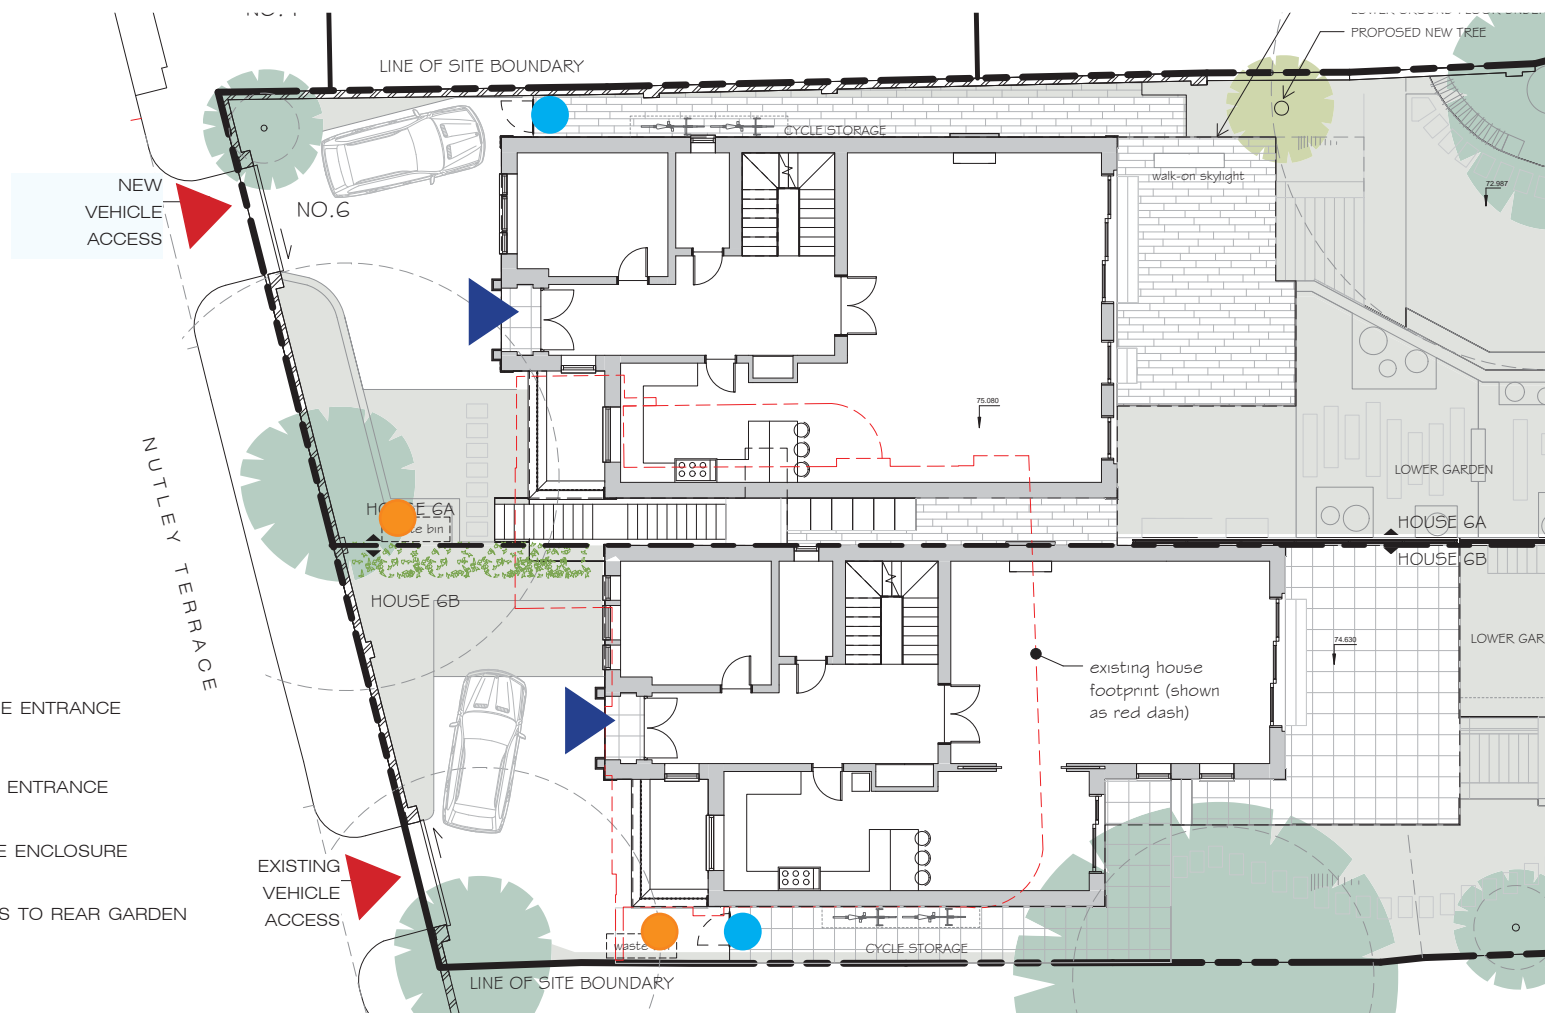 PROPOSED NEW TREE
LINE OF SITE BOUNDARY
CYCLE STORAGE
walk-on skylight
72.987
NEW
VEHICLE
ACCESS
NO.6
75.080
NUTLEY TERRACE
LOWER GARDEN
HOUSE 6A
bin
HOUSE 6A
HOUSE 6B
HOUSE 6B
74.630
LOWER GAR
existing house
footprint (shown
as red dash)
E ENTRANCE
ENTRANCE
E ENCLOSURE
S TO REAR GARDEN
EXISTING
VEHICLE
ACCESS
waste
CYCLE STORAGE
LINE OF SITE BOUNDARY